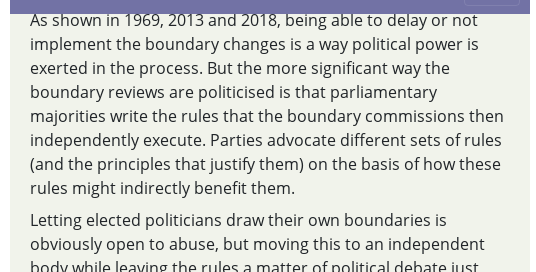 As shown in 1969, 2013 and 2018, being able to delay or not
implement the boundary changes is a way political power is
exerted in the process. But the more significant way the
boundary reviews are politicised is that parliamentary
majorities write the rules that the boundary commissions then
independently execute. Parties advocate different sets of rules
(and the principles that justify them) on the basis of how these
rules might indirectly benefit them.
Letting elected politicians draw their own boundaries is
obviously open to abuse, but moving this to an independent
body while leaving the rules a matter of political debate just